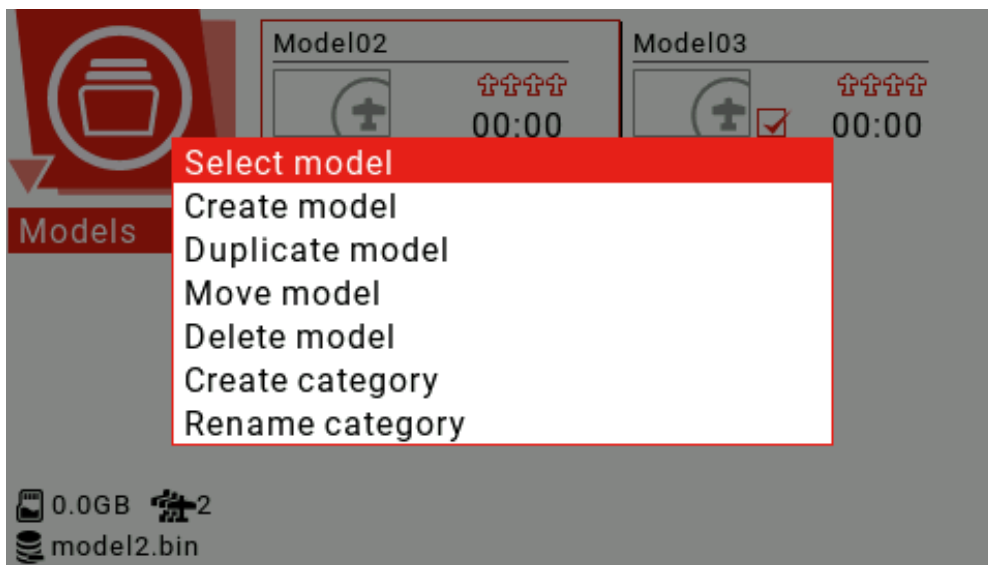 Model02
Model03
00:00
00:00
Select model
Create model
Models
Duplicate model
Move model
Delete model
Create category
Rename category
0.0GB 2
model2.bin